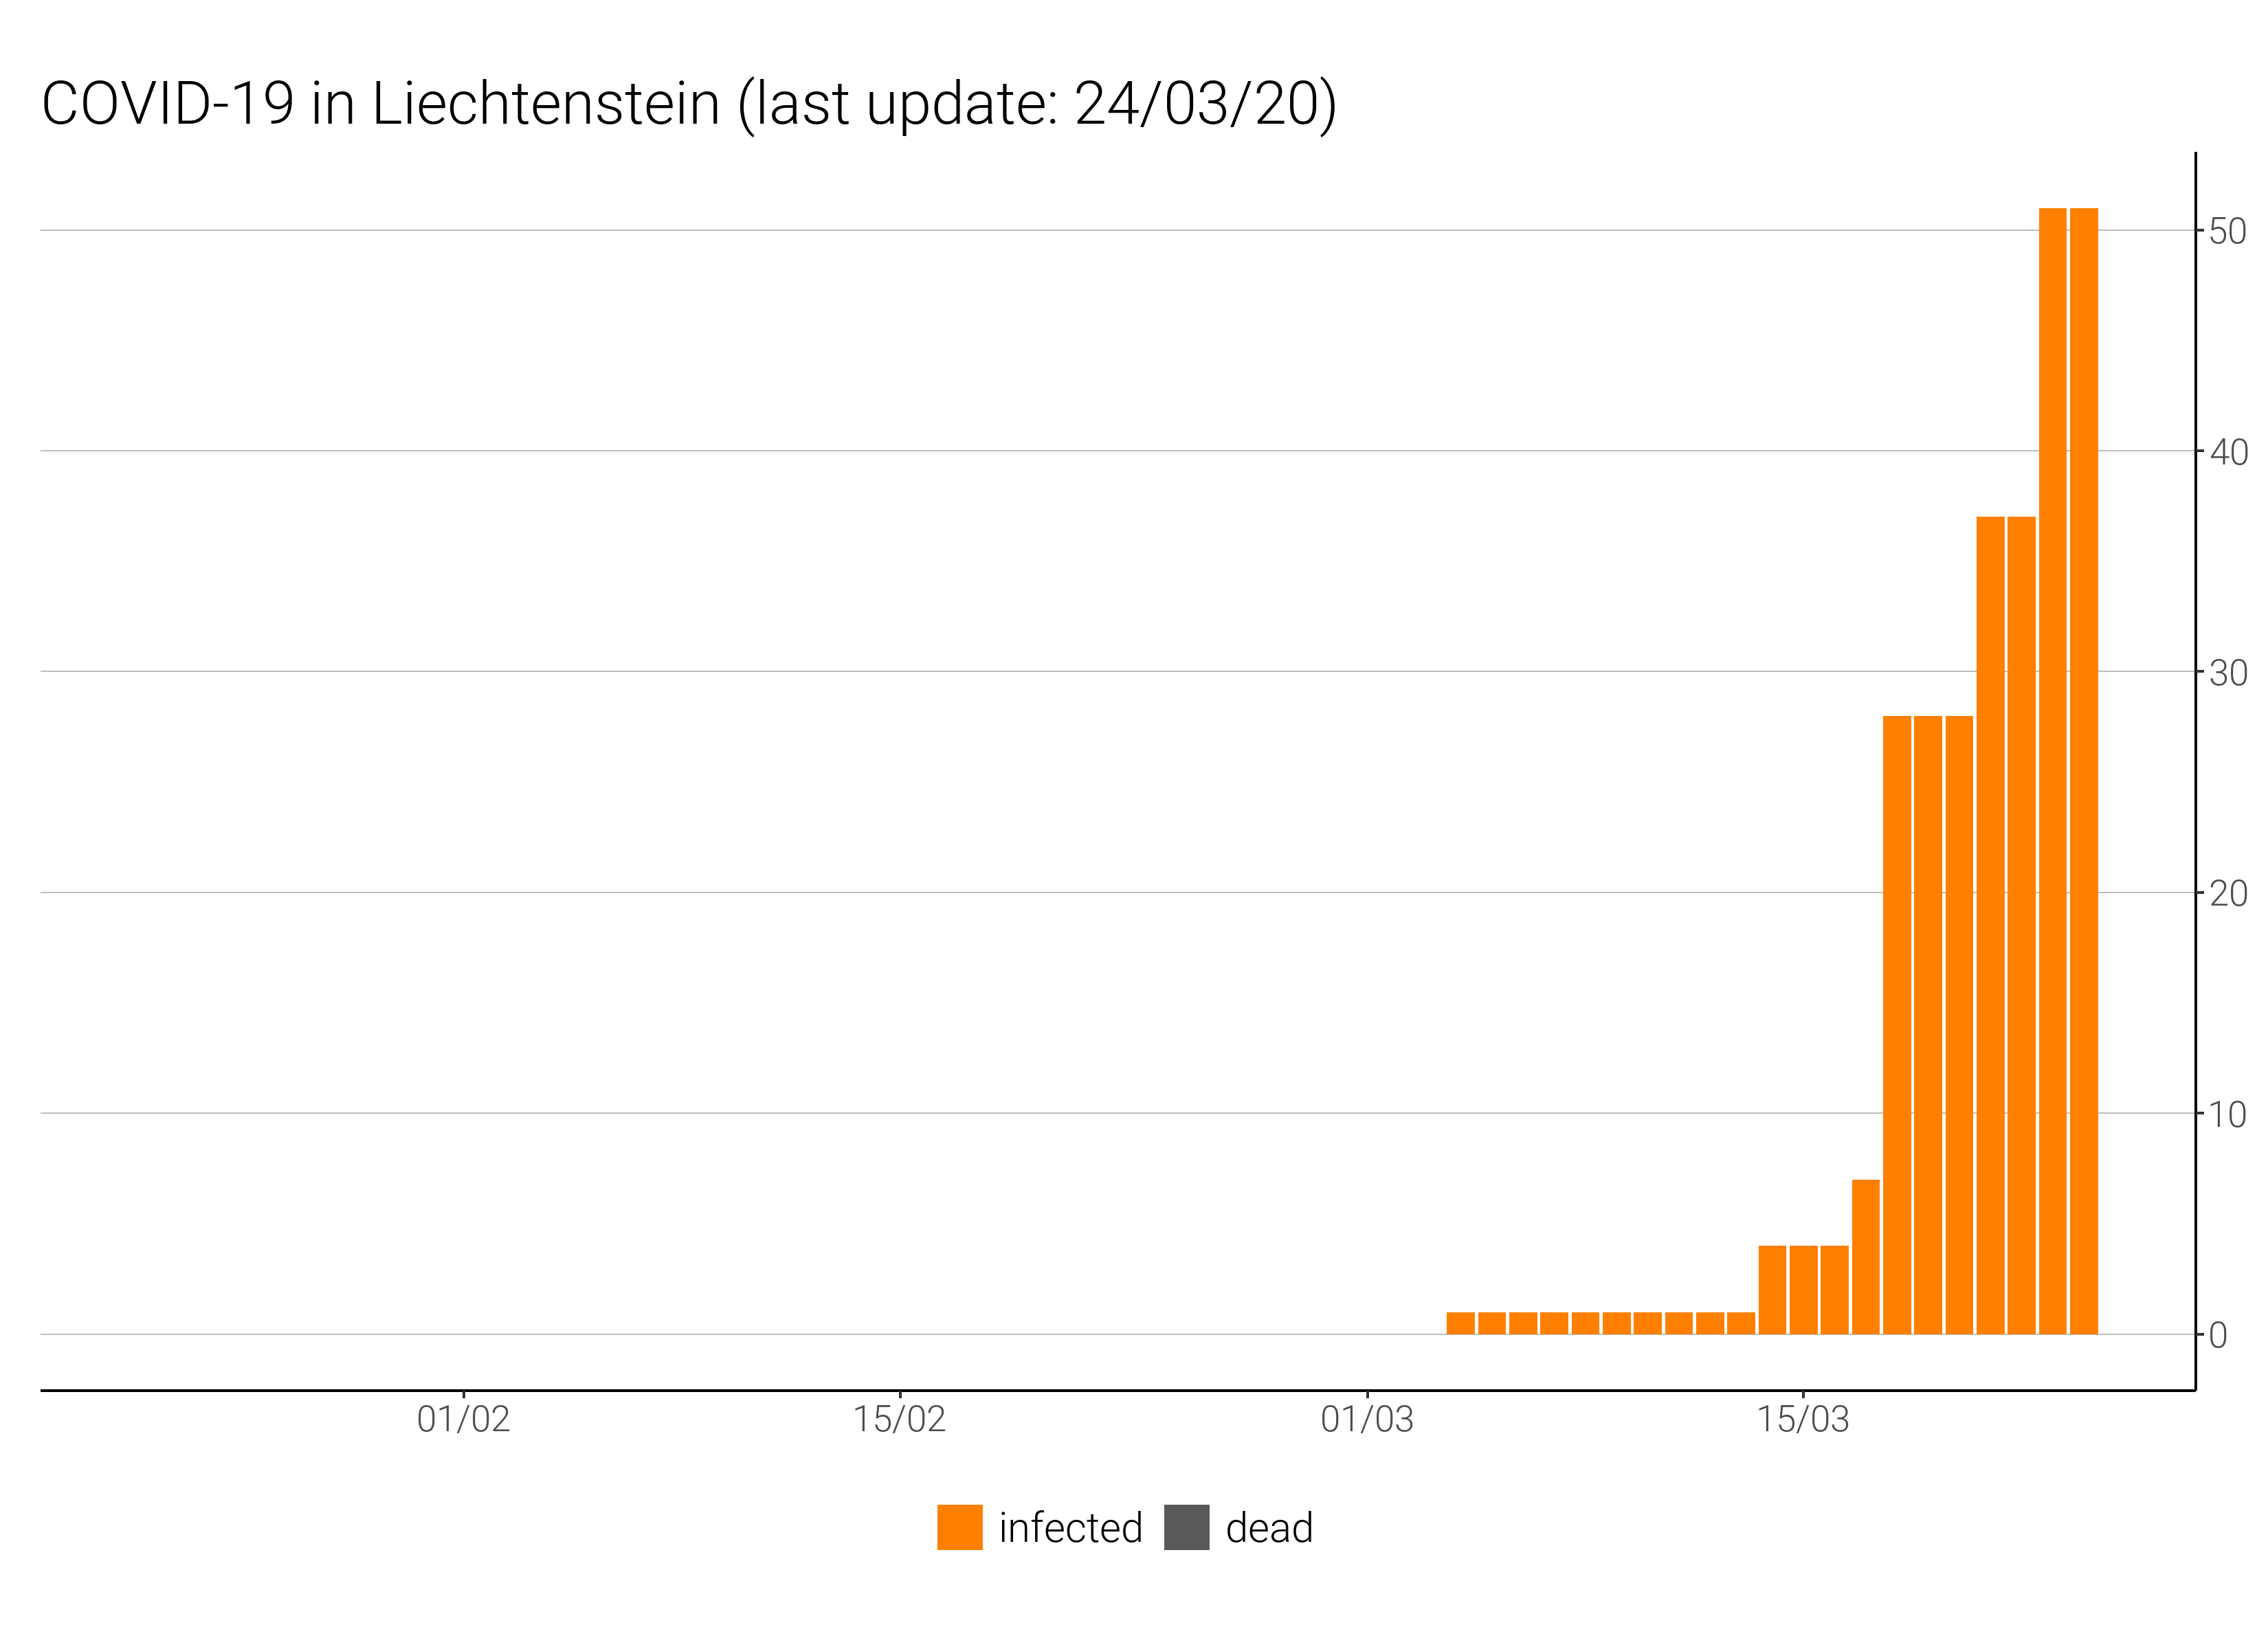 COVID-19 in Liechtenstein (last update: 24/03/20)
50
40
30
20
10
0
01/02 15/02 01/03 15/03
infected dead